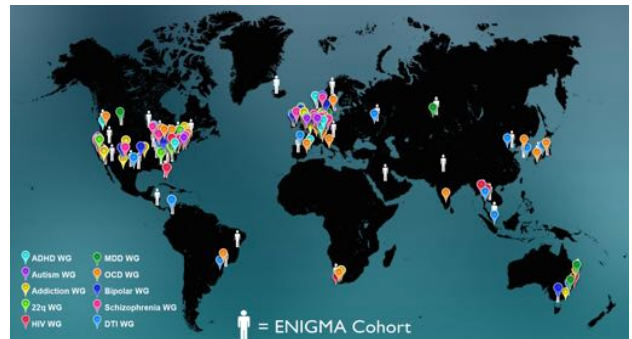 ADHD WG
MDD WG
Autism WG
OCD WG
Addiction WG
Bipolar WG
22q WG
Schizophrenia WG
HIV WG
DTI WG
= ENIGMA Cohort